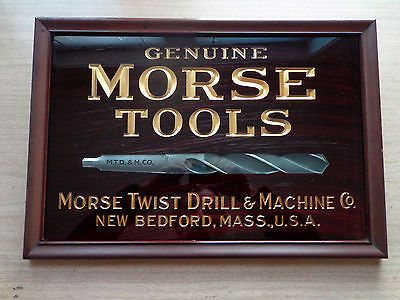 GENUINE
MORSE
TOOLS
M.T.D. & M.CO.
MORSE TWIST DRILL & MACHINE CO.
NEW BEDFORD, MASS., U.S.A.